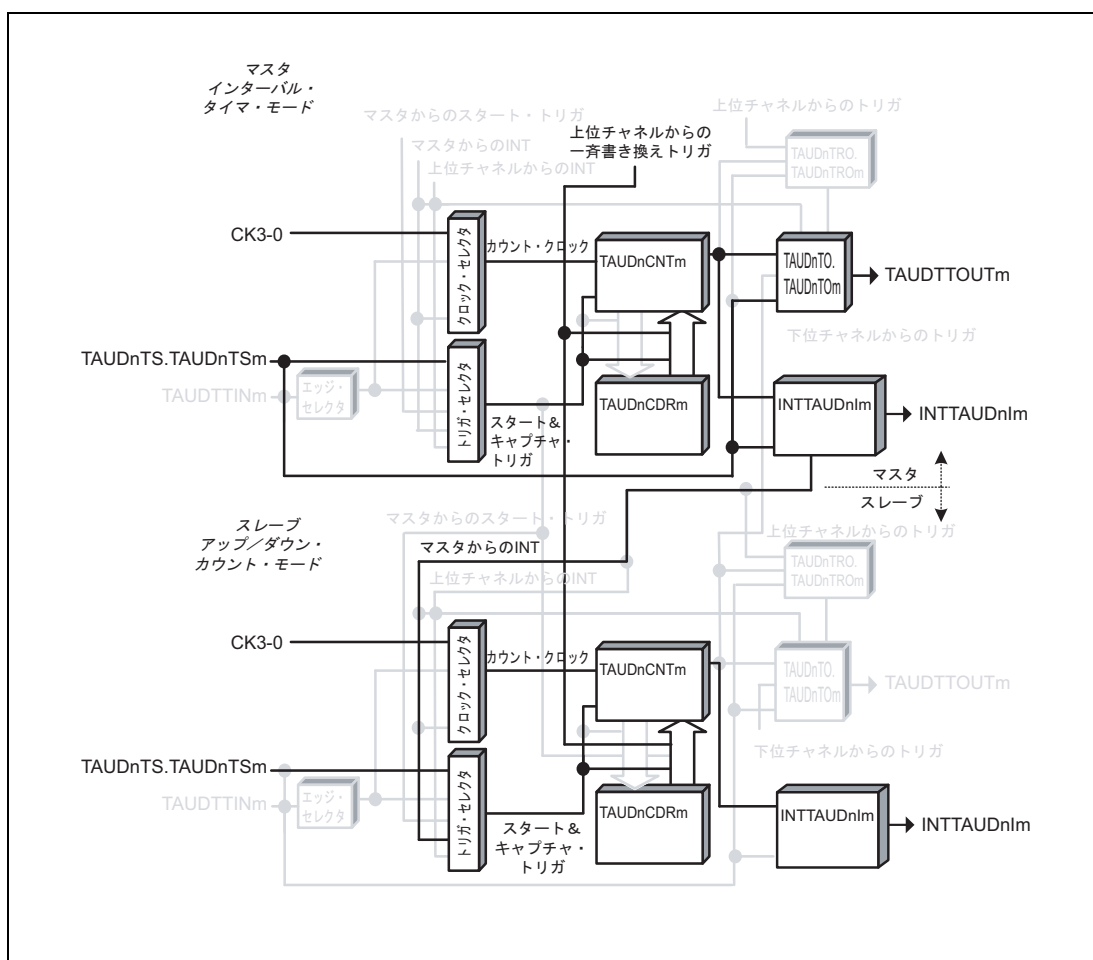 マスタ
インターバル・
タイマ・モード
マスタからのスタート・トリガ
マスタからのINT
上位チャネルからのINT
上位チャネルからの
一斉書き換えトリガ
上位チャネルからのトリガ
TAUDnTRO.
TAUDnTROm
CK3-0
クロック・セレクタ
カウント・クロック
TAUDnCNTm
TAUDnTO.
TAUDnTOm
TAUDTTOUTm
下位チャネルからのトリガ
TAUDnTS.TAUDnTSm
TAUDTTINm
エッジ・
セレクタ
トリガ・セレクタ
スタート&
キャプチャ・
トリガ
TAUDnCDRm
INTTAUDnIm
INTTAUDnIm
マスタ
スレーブ
スレーブ
アップ/ダウン・
カウント・モード
マスタからのスタート・トリガ
マスタからのINT
上位チャネルからのINT
上位チャネルからのトリガ
TAUDnTRO.
TAUDnTROm
CK3-0
クロック・セレクタ
カウント・クロック
TAUDnCNTm
TAUDnTO.
TAUDnTOm
TAUDTTOUTm
下位チャネルからのトリガ
TAUDnTS.TAUDnTSm
TAUDTTINm
エッジ・
セレクタ
トリガ・セレクタ
スタート&
キャプチャ・
トリガ
TAUDnCDRm
INTTAUDnIm
INTTAUDnIm